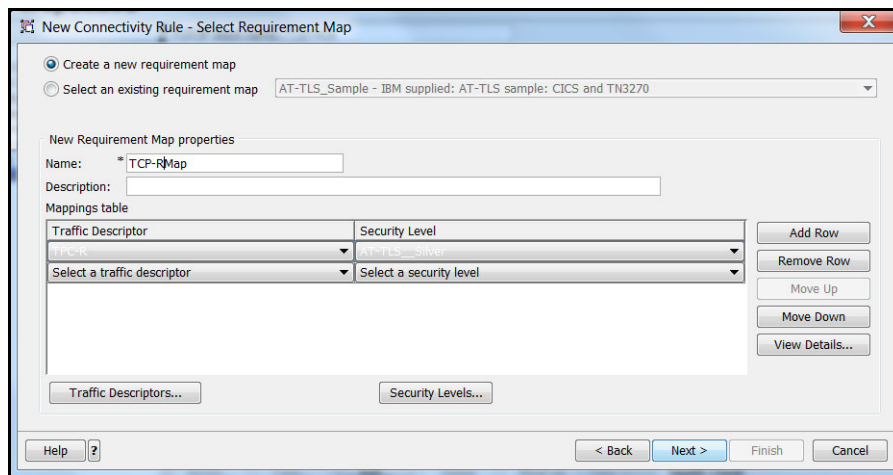 New Connectivity Rule - Select Requirement Map
Create a new requirement map
Select an existing requirement map AT-TLS_Sample - IBM supplied: AT-TLS sample: CICS and TN3270
New Requirement Map properties
Name: * TCP-RMap
Description:
Mappings table
Traffic Descriptor Security Level Add Row
TPC-R AT-TLS__Silver
Remove Row
Select a traffic descriptor Select a security level
Move Up
Move Down
View Details...
Traffic Descriptors... Security Levels...
Help ? < Back Next > Finish Cancel